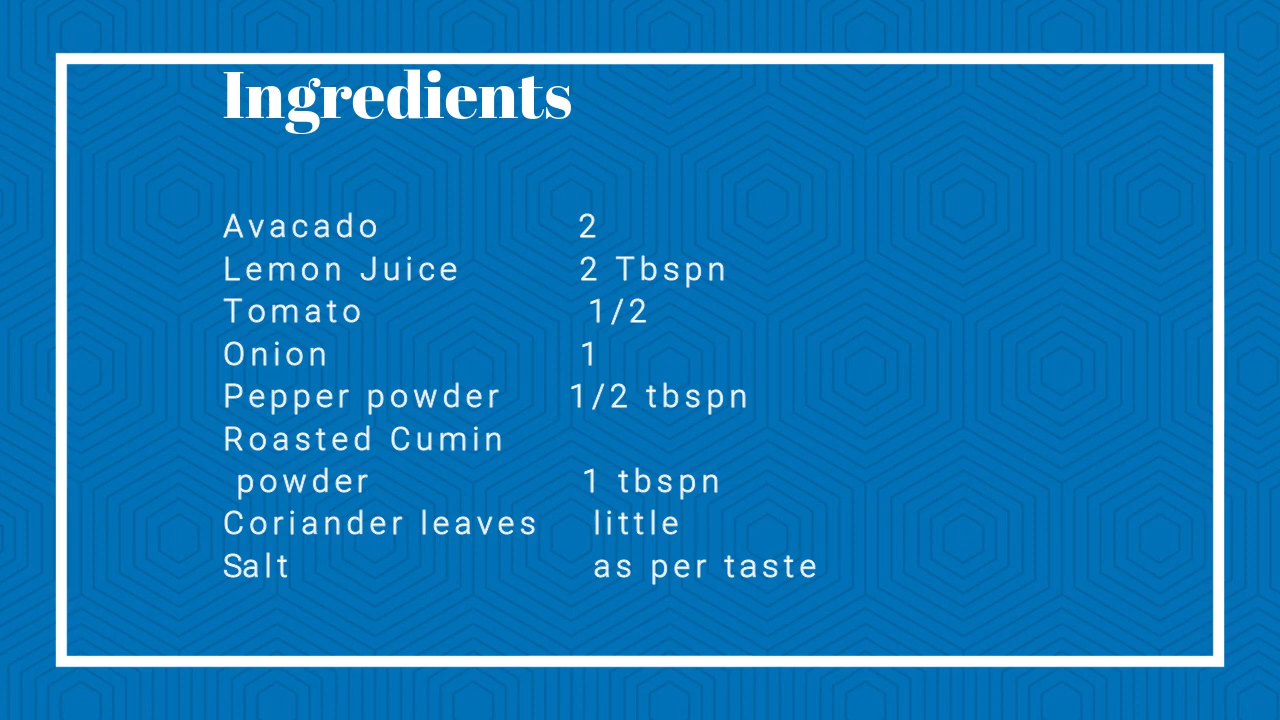 Ingredients
Avacado 2
Lemon Juice 2 Tbspn
Tomato 1/2
Onion 1
Pepper powder 1/2 tbspn
Roasted Cumin
powder 1 tbspn
Coriander leaves little
Salt as per taste